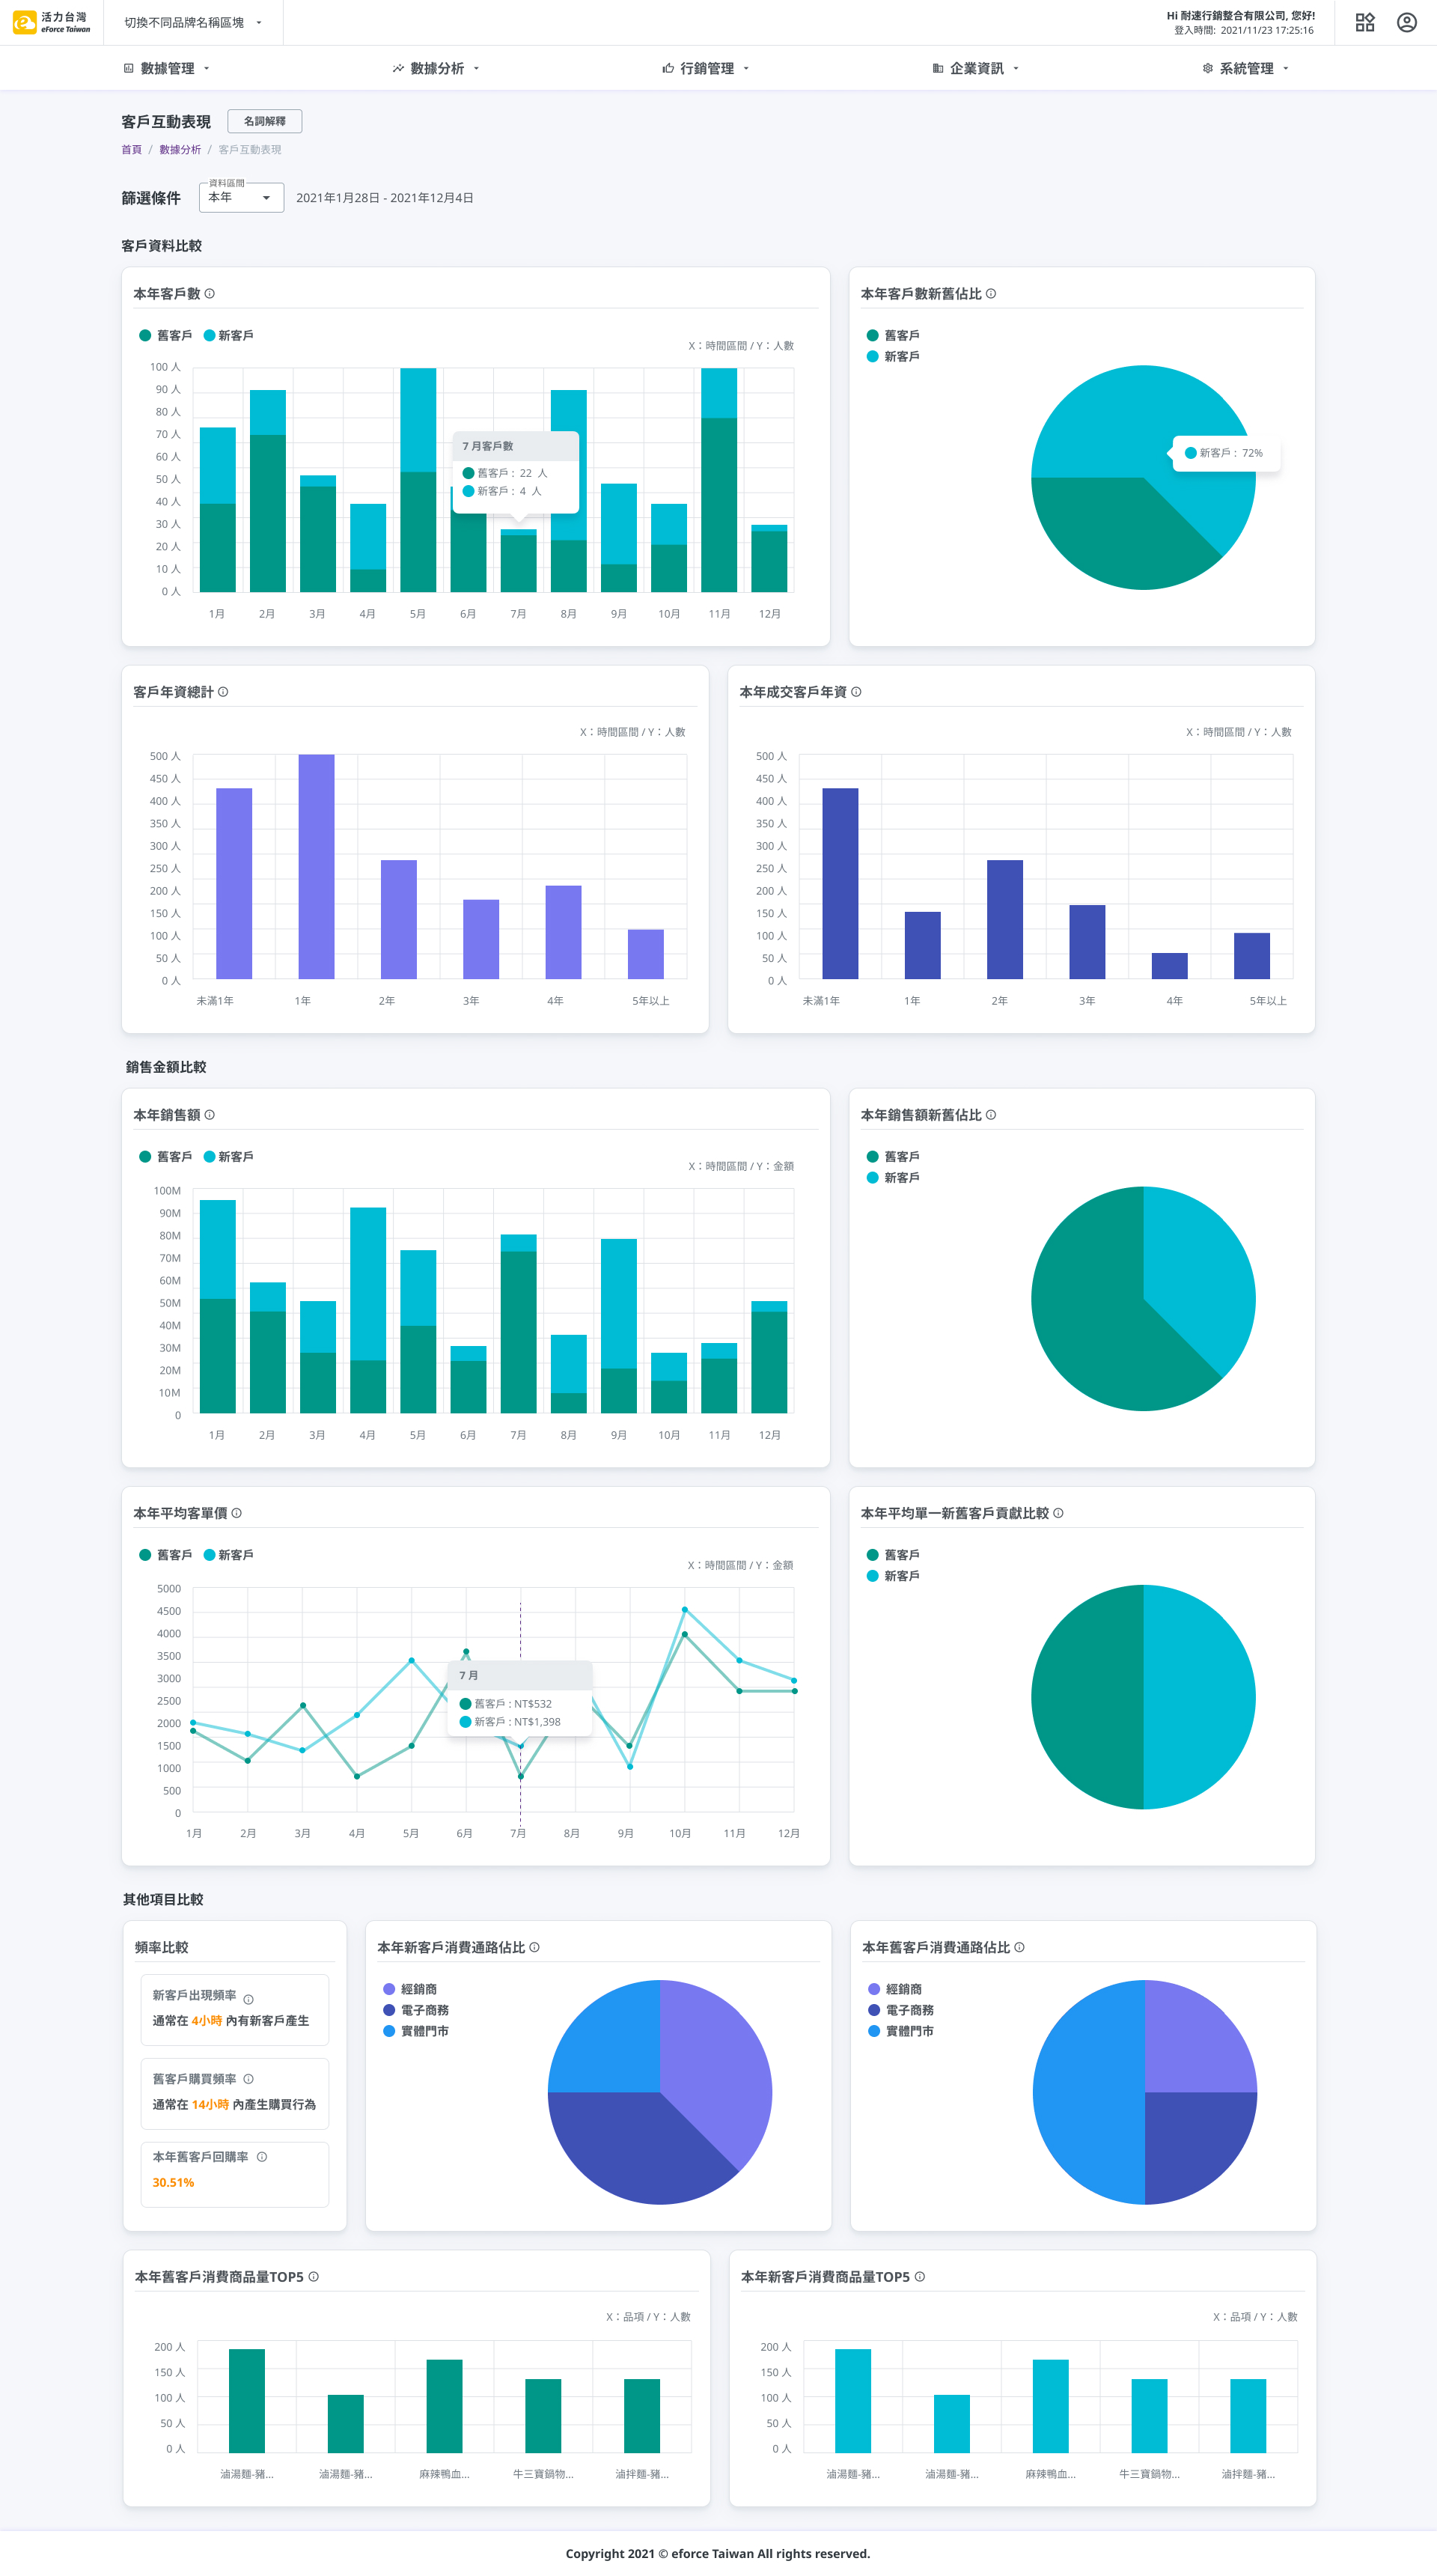 活力台灣
eForce Taiwan
切換不同品牌名稱區塊
Hi 耐速行銷整合有限公司, 您好!
登入時間: 2021/11/23 17:25:16
數據管理 數據分析 行銷管理 企業資訊 系統管理
客戶互動表現 名詞解釋
首頁 / 數據分析 / 客戶互動表現
資料區間
篩選條件 本年 2021年1月28日 - 2021年12月4日
客戶資料比較
本年客戶數
舊客戶 新客戶
X：時間區間 / Y：人數
100 人
90 人
80 人
70 人
60 人
50 人
40 人
30 人
20 人
10 人
0 人
7 月客戶數
舊客戶 : 22 人
新客戶 : 4 人
1月 2月 3月 4月 5月 6月 7月 8月 9月 10月 11月 12月
本年客戶數新舊佔比
舊客戶
新客戶
新客戶 : 72%
客戶年資總計
X：時間區間 / Y：人數
500 人
450 人
400 人
350 人
300 人
250 人
200 人
150 人
100 人
50 人
0 人
未滿1年 1年 2年 3年 4年 5年以上
本年成交客戶年資
X：時間區間 / Y：人數
500 人
450 人
400 人
350 人
300 人
250 人
200 人
150 人
100 人
50 人
0 人
未滿1年 1年 2年 3年 4年 5年以上
銷售金額比較
本年銷售額
舊客戶 新客戶
X：時間區間 / Y：金額
100M
90M
80M
70M
60M
50M
40M
30M
20M
10M
0
1月 2月 3月 4月 5月 6月 7月 8月 9月 10月 11月 12月
本年銷售額新舊佔比
舊客戶
新客戶
本年平均客單價
舊客戶 新客戶
X：時間區間 / Y：金額
5000
4500
4000
3500
3000
2500
2000
1500
1000
500
0
7 月
舊客戶 : NT$532
新客戶 : NT$1,398
1月 2月 3月 4月 5月 6月 7月 8月 9月 10月 11月 12月
本年平均單一新舊客戶貢獻比較
舊客戶
新客戶
其他項目比較
頻率比較
新客戶出現頻率
通常在 4小時 內有新客戶產生
舊客戶購買頻率
通常在 14小時 內產生購買行為
本年舊客戶回購率
30.51%
本年新客戶消費通路佔比
經銷商
電子商務
實體門市
本年舊客戶消費通路佔比
經銷商
電子商務
實體門市
本年舊客戶消費商品量TOP5
X：品項 / Y：人數
200 人
150 人
100 人
50 人
0 人
滷湯麵-豬... 滷湯麵-豬... 麻辣鴨血... 牛三寶鍋物... 滷拌麵-豬...
本年新客戶消費商品量TOP5
X：品項 / Y：人數
200 人
150 人
100 人
50 人
0 人
滷湯麵-豬... 滷湯麵-豬... 麻辣鴨血... 牛三寶鍋物... 滷拌麵-豬...
Copyright 2021 © eforce Taiwan All rights reserved.